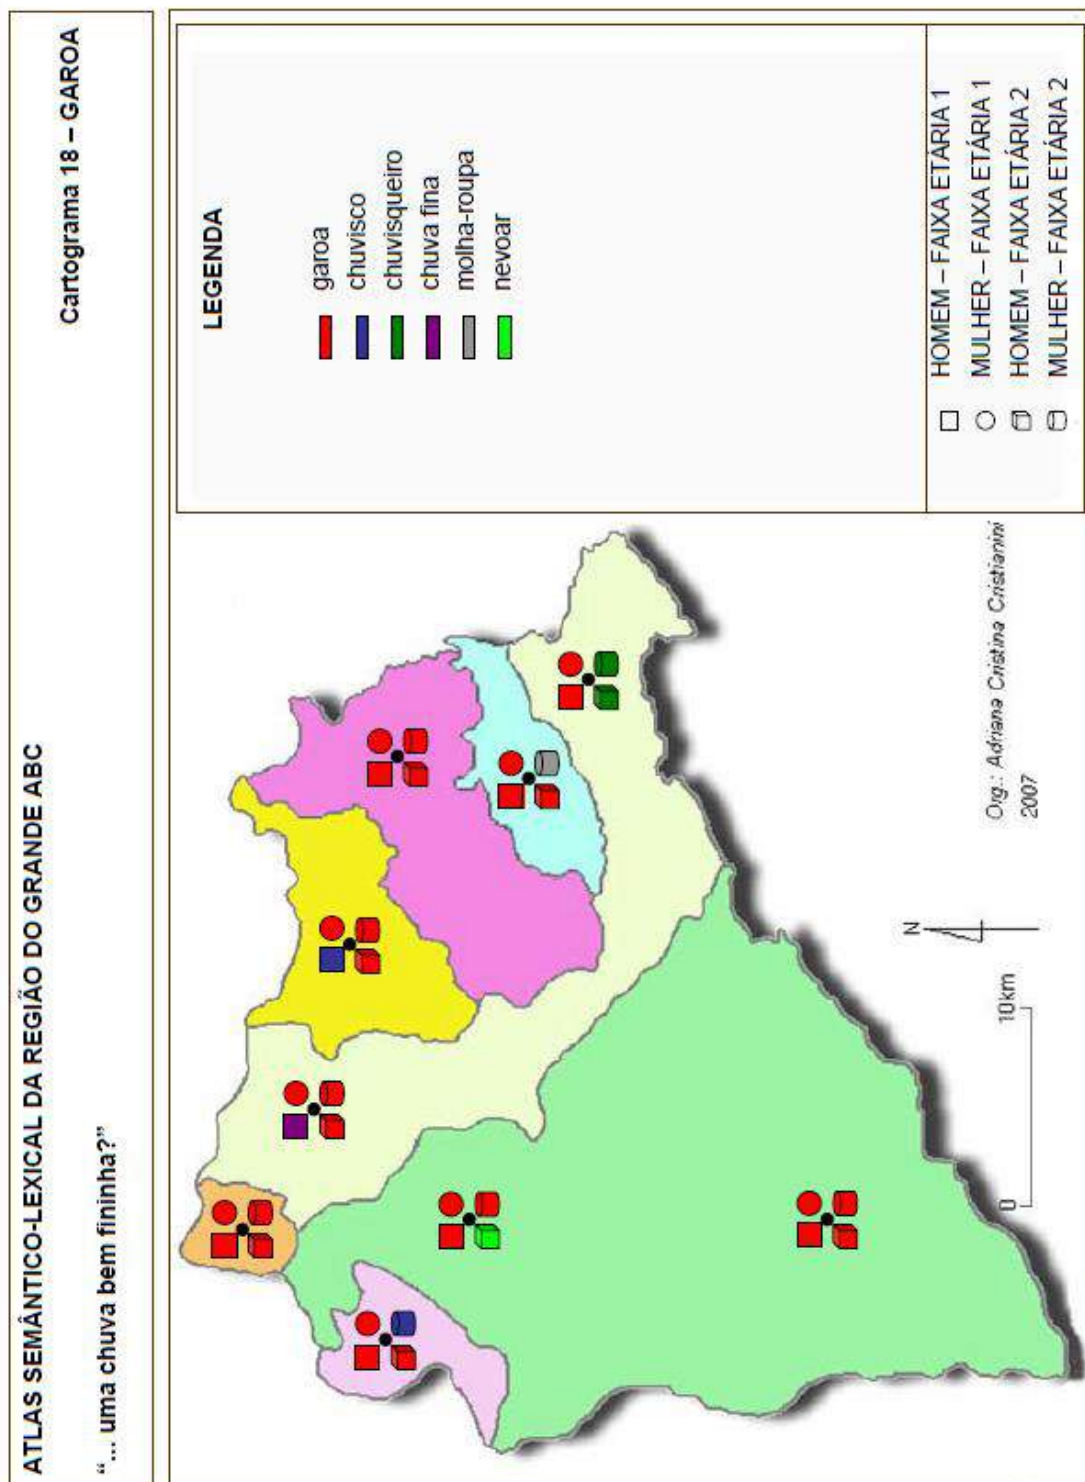 ATLAS SEMÂNTICO-LEXICAL DA REGIÃO DO GRANDE ABC
Cartograma 18 – GAROA
“... uma chuva bem fininha?”
LEGENDA
garoa
chuvisco
chuvisqueiro
chuva fina
molha-roupa
nevoar
HOMEM – FAIXA ETÁRIA 1
MULHER – FAIXA ETÁRIA 1
HOMEM – FAIXA ETÁRIA 2
MULHER – FAIXA ETÁRIA 2
N
0 10km
Org.: Adriana Cristina Cristianini
2007